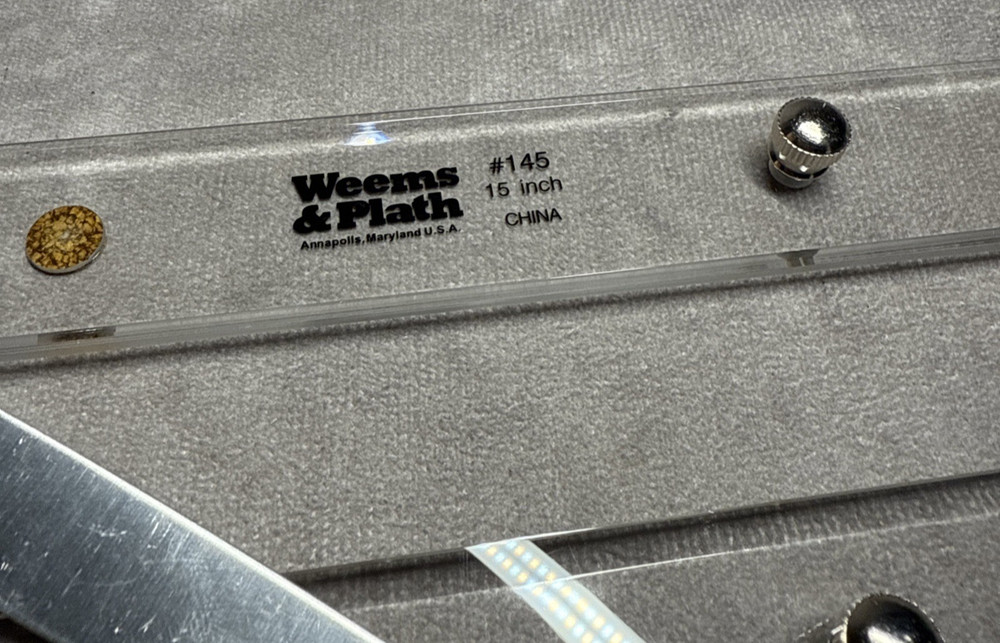 Weems
& Plath
Annapolis, Maryland U.S.A.
#145
15 inch
CHINA